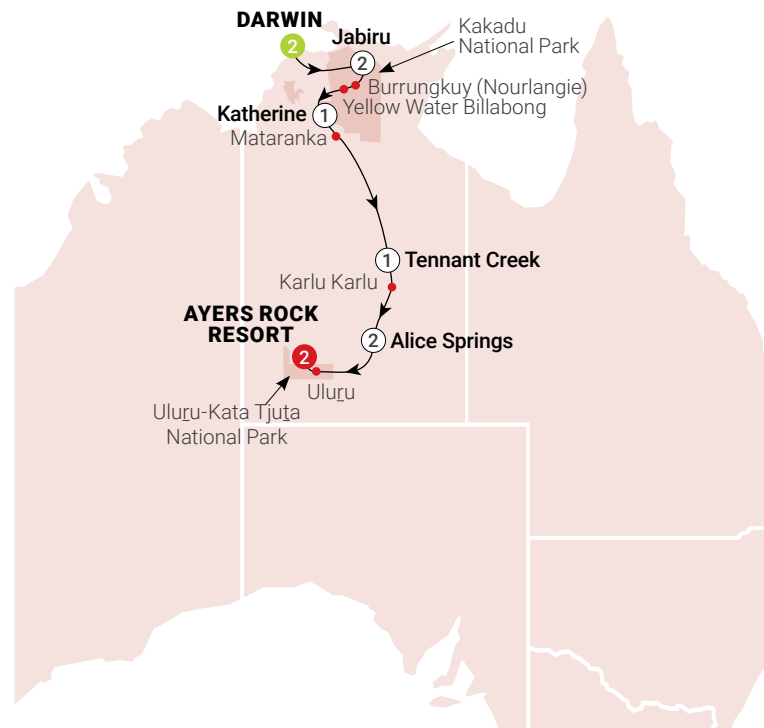 DARWIN
2
Jabiru
2
Kakadu
National Park
Burrungkuy (Nourlangie)
Yellow Water Billabong
Katherine
1
Mataranka
1
Tennant Creek
Karlu Karlu
AYERS ROCK
RESORT
2
2
Alice Springs
Uluṟu
Uluṟu-Kata Tjuṯa
National Park